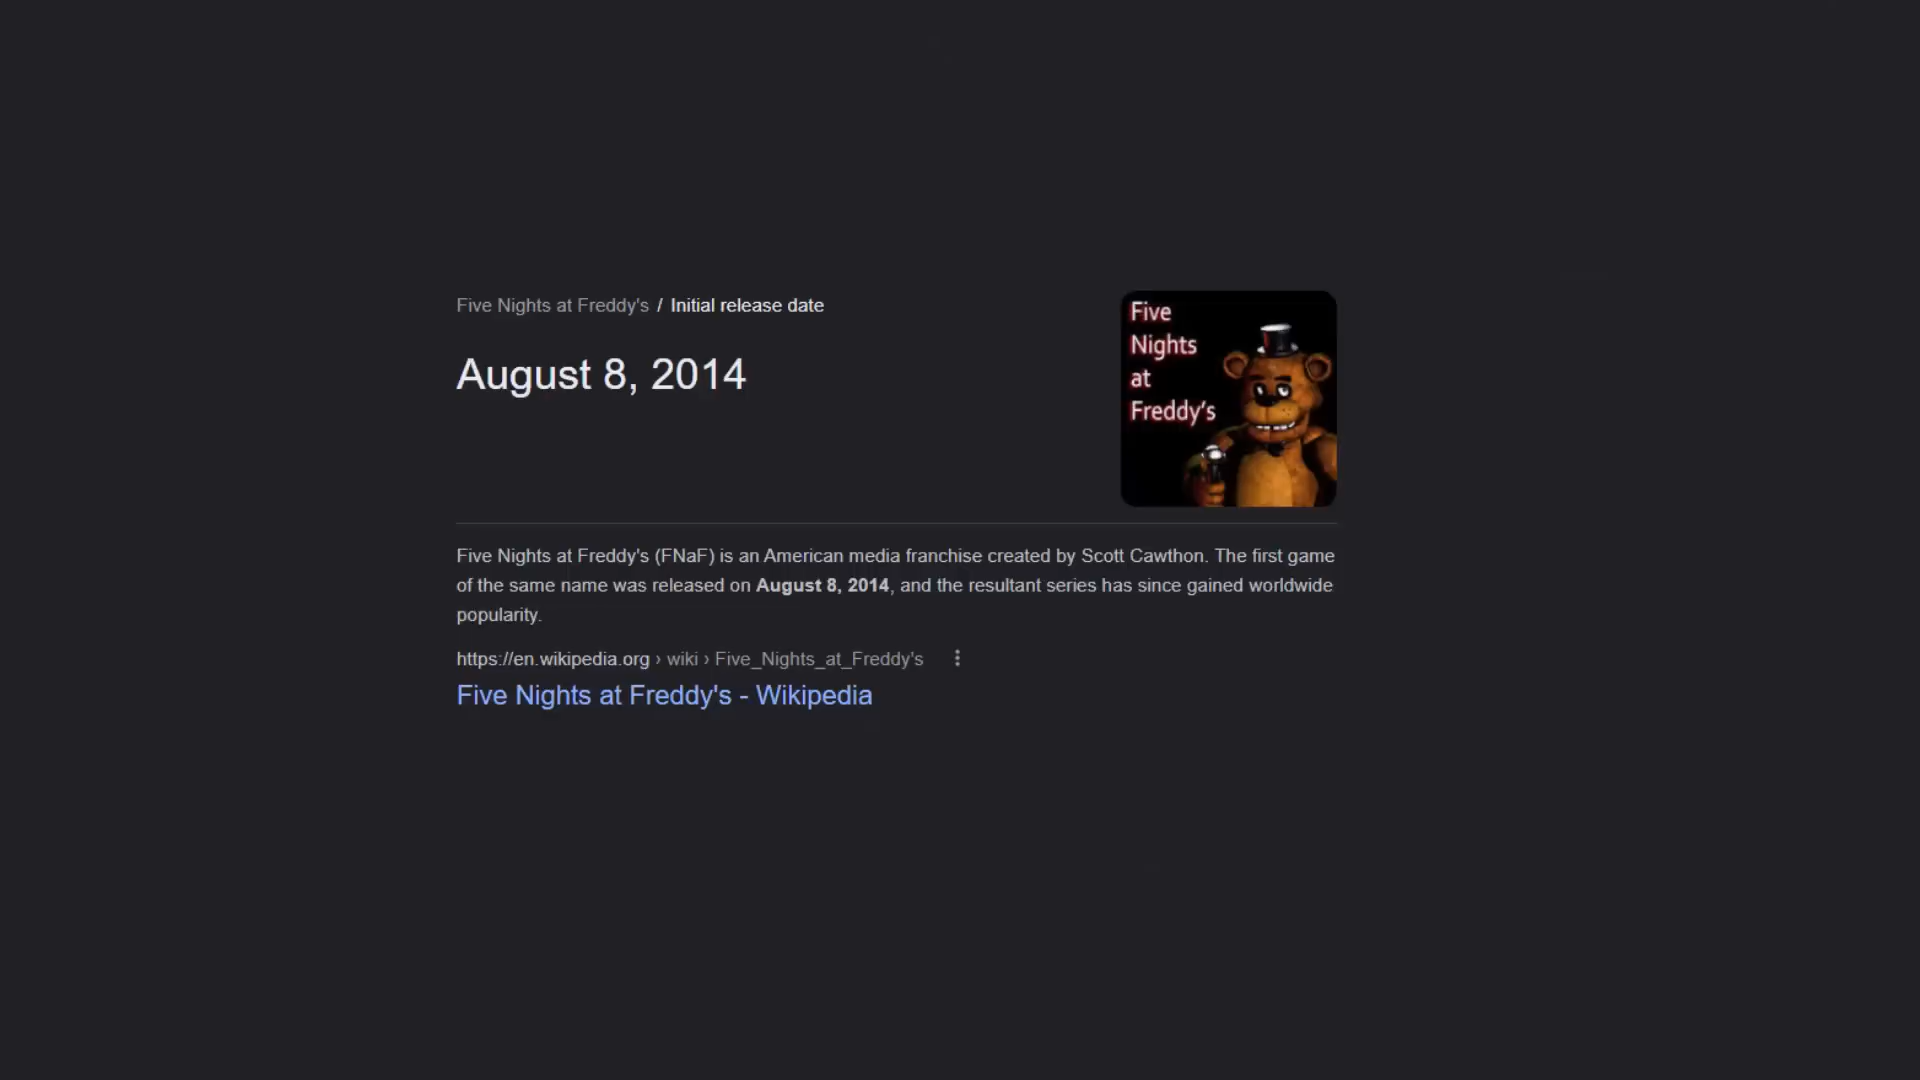 Five Nights at Freddy's / Initial release date
August 8, 2014
Five
Nights
at
Freddy's
Five Nights at Freddy's (FNaF) is an American media franchise created by Scott Cawthon. The first game
of the same name was released on August 8, 2014, and the resultant series has since gained worldwide
popularity.
https://en.wikipedia.org › wiki › Five_Nights_at_Freddy's
Five Nights at Freddy's - Wikipedia